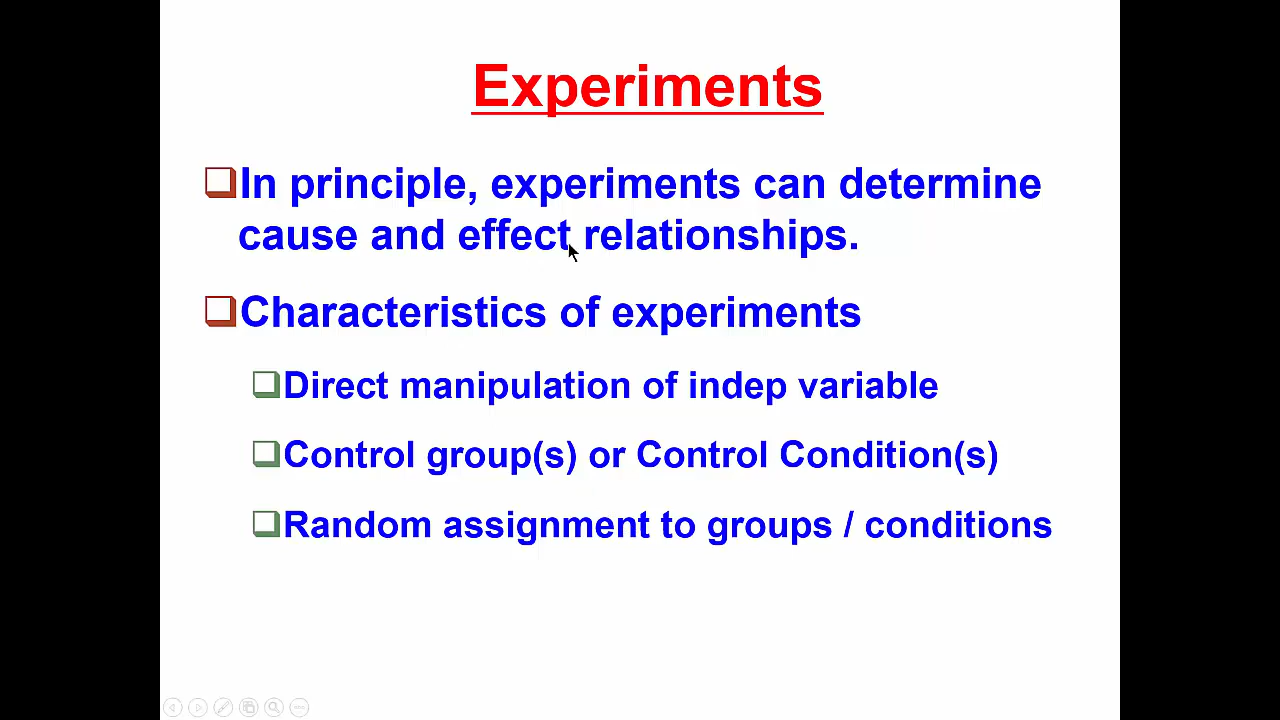 Experiments
In principle, experiments can determine
cause and effect relationships.
Characteristics of experiments
Direct manipulation of indep variable
Control group(s) or Control Condition(s)
Random assignment to groups / conditions